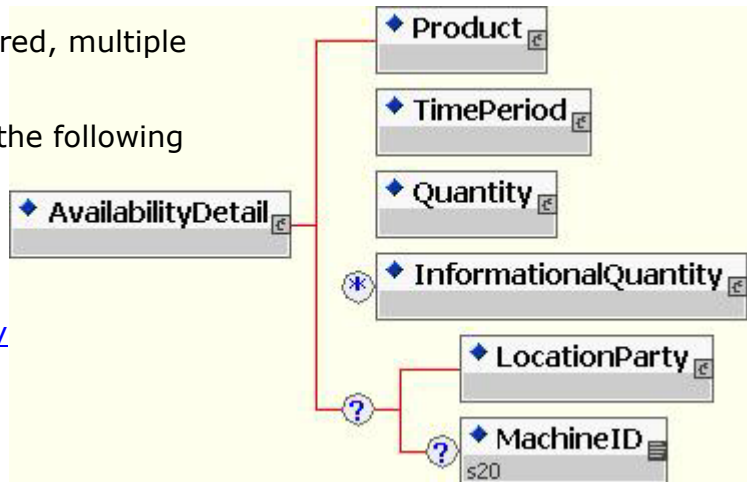 red, multiple
the following
y
AvailabilityDetail
Product
TimePeriod
Quantity
*
InformationalQuantity
?
LocationParty
?
MachineID
s20